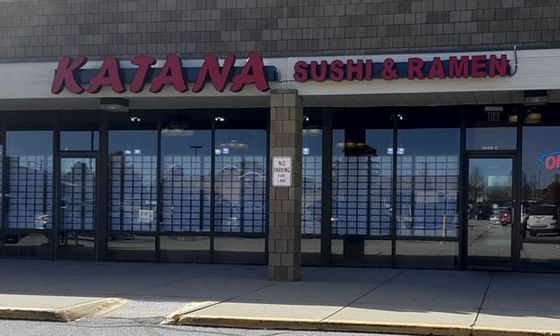 KATANA
SUSHI & RAMEN
NO
PARKING
FIRE
LANE